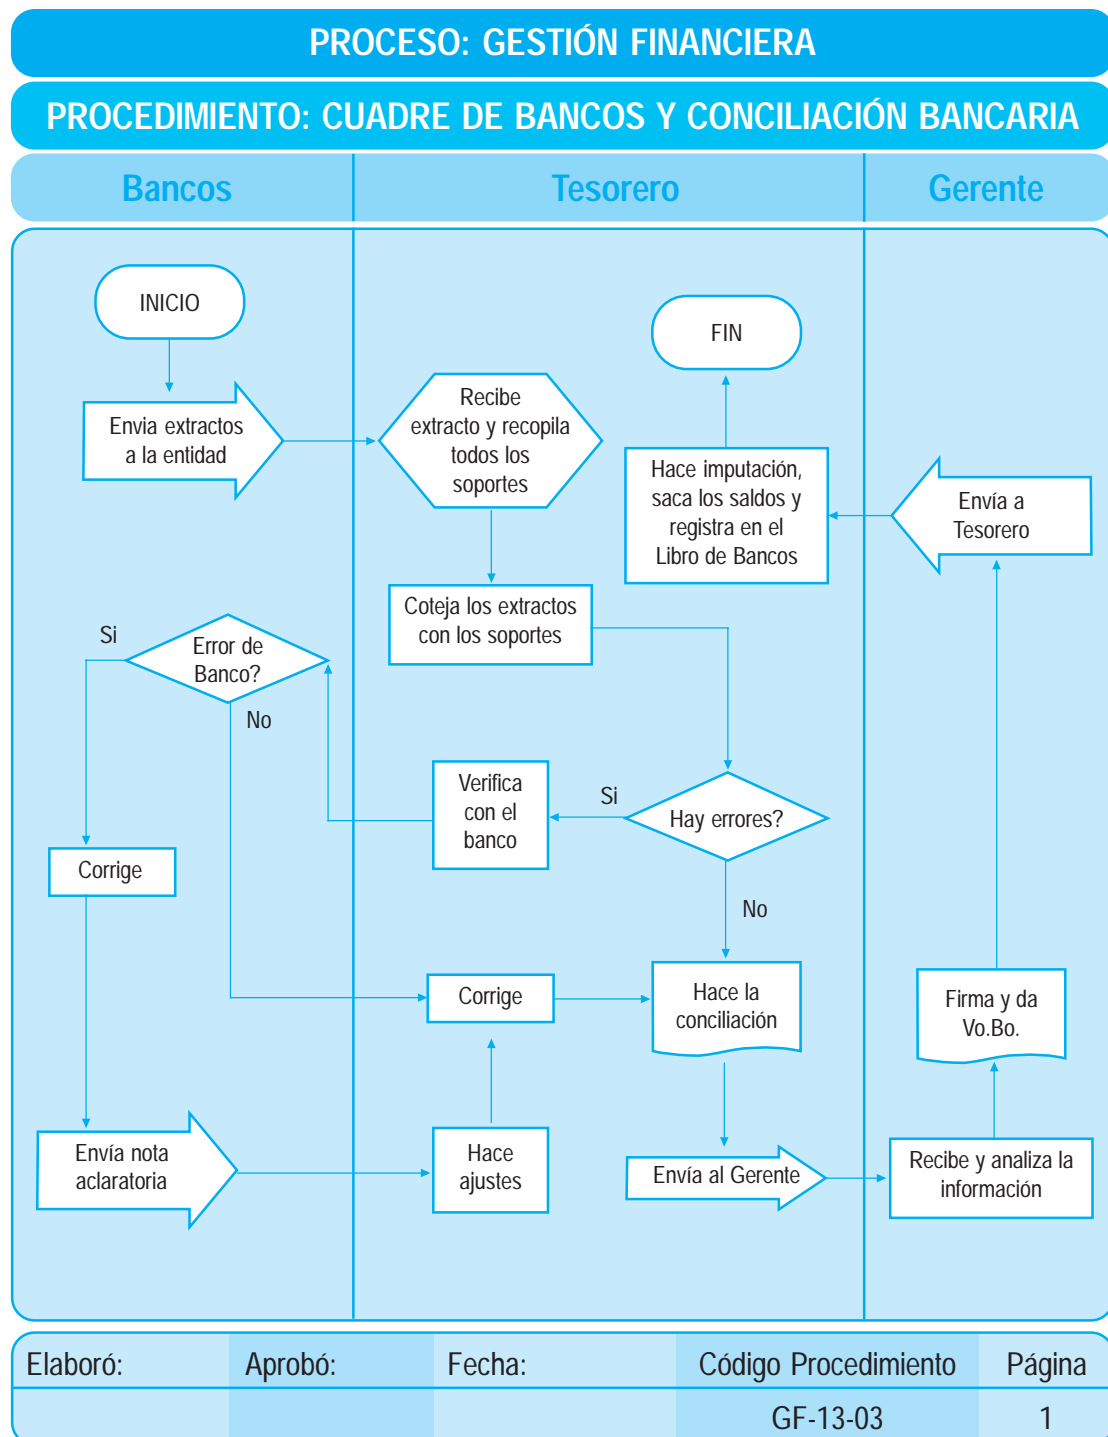 PROCESO: GESTIÓN FINANCIERA
PROCEDIMIENTO: CUADRE DE BANCOS Y CONCILIACIÓN BANCARIA
Bancos
Tesorero
Gerente
INICIO
FIN
Envia extractos
a la entidad
Recibe
extracto y recopila
todos los
soportes
Hace imputación,
saca los saldos y
registra en el
Libro de Bancos
Envía a
Tesorero
Coteja los extractos
con los soportes
Si
Error de
Banco?
No
Verifica
con el
banco
Si
Hay errores?
No
Corrige
Corrige
Hace la
conciliación
Firma y da
Vo.Bo.
Envía nota
aclaratoria
Hace
ajustes
Envía al Gerente
Recibe y analiza la
información
Elaboró:
Aprobó:
Fecha:
Código Procedimiento
Página
GF-13-03
1